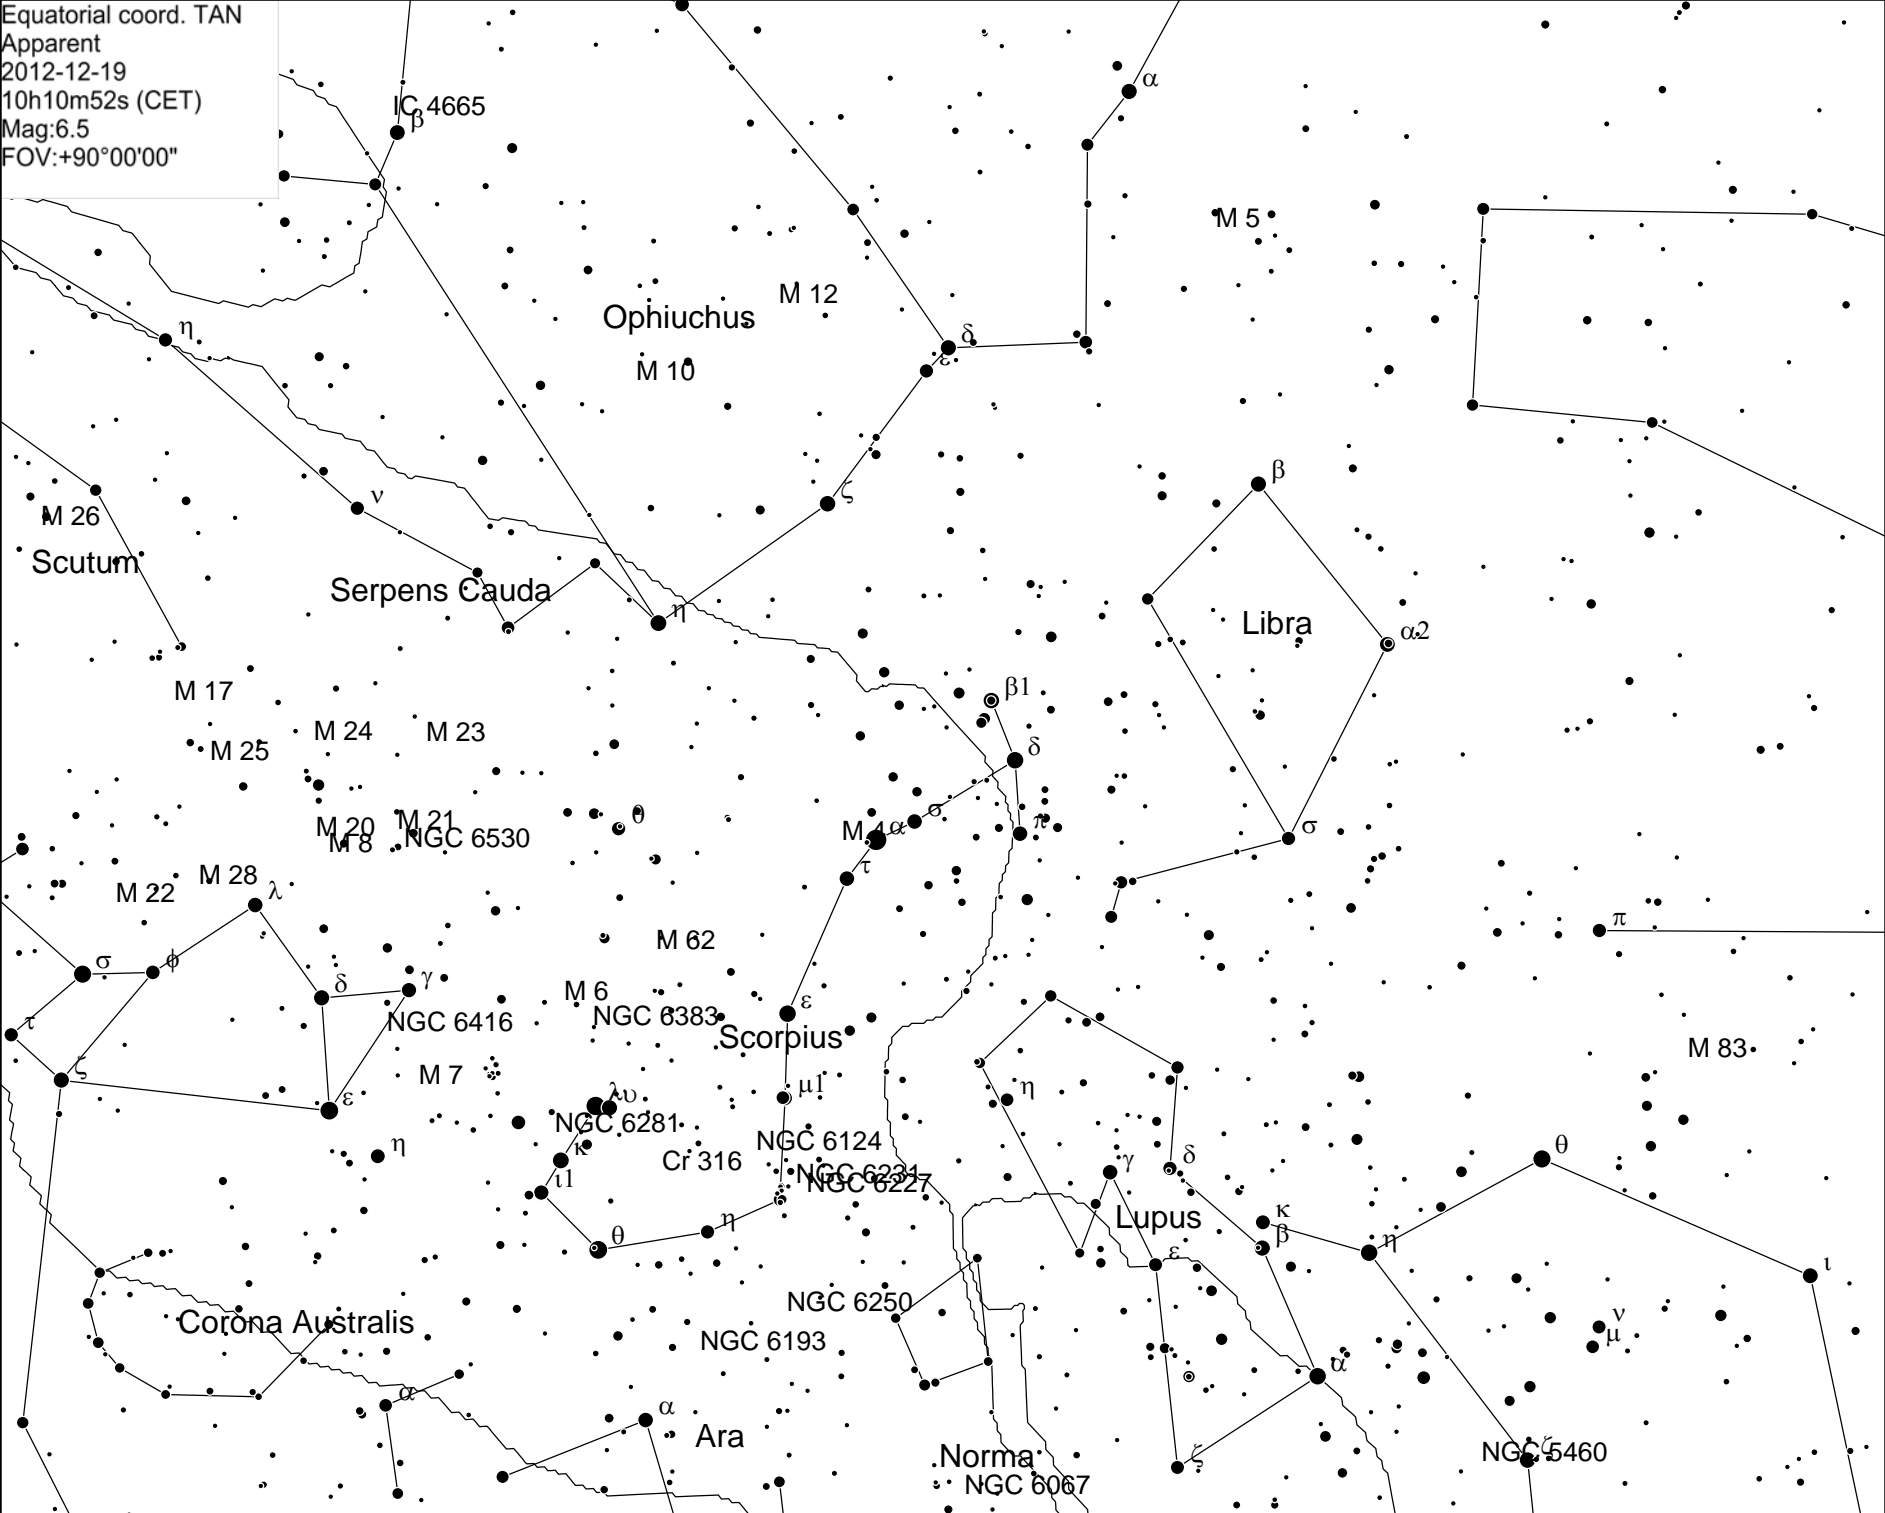 Equatorial coord. TAN
Apparent
2012-12-19
10h10m52s (CET)
Mag:6.5
FOV:+90°00'00"
α
IC 4665
β
M 5
M 12
Ophiuchus
η
δ
ε
M 10
β
ζ
ν
M 26
Scutum
Serpens Cauda
η
Libra
α2
M 17
β1
M 24
M 23
M 25
δ
θ
σ
M 20
M 21
M 4
α
π
σ
M 8
NGC 6530
τ
M 28
λ
M 22
π
M 62
σ
φ
δ
γ
M 6
ε
NGC 6383
τ
NGC 6416
Scorpius
M 83
ζ
M 7
μ1
η
ε
λ
υ
NGC 6281
NGC 6124
η
κ
Cr 316
θ
δ
γ
NGC 6231
ι1
NGC 6227
κ
Lupus
η
θ
η
β
ε
ι
NGC 6250
Corona Australis
ν
μ
NGC 6193
α
α
α
Ara
ζ
NGC 5460
Norma
ζ
NGC 6067